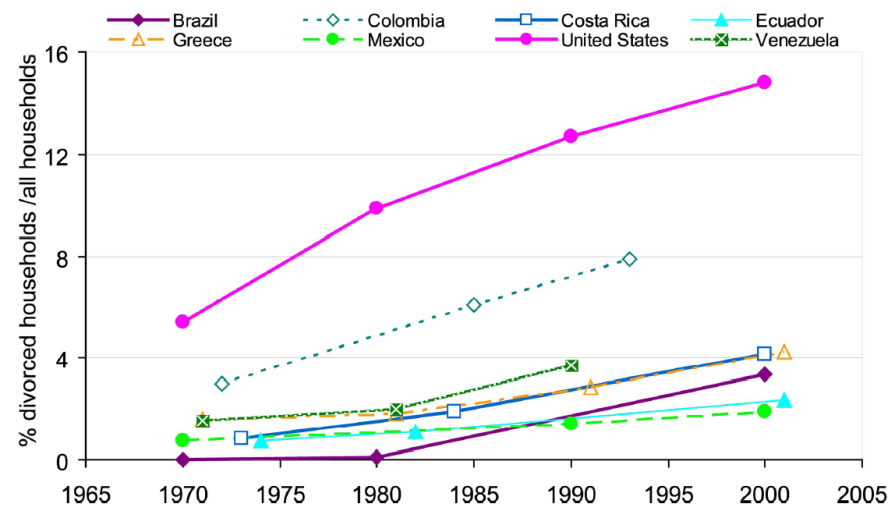 Brazil Colombia Costa Rica Ecuador
Greece Mexico United States Venezuela
% divorced households /all households
16
12
8
4
0
1965 1970 1975 1980 1985 1990 1995 2000 2005